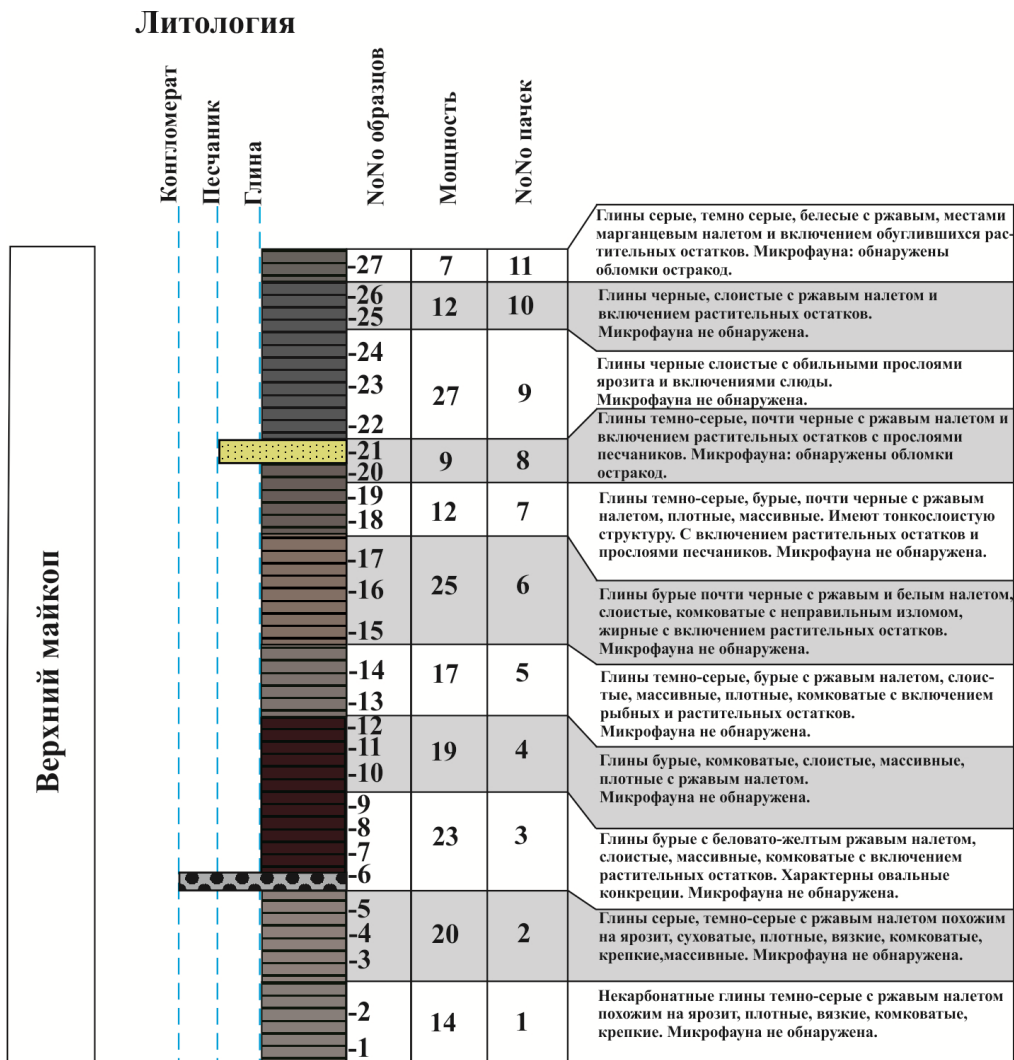 Литология
Конгломерат
Песчаник
Глина
NoNo образцов
Мощность
NoNo пачек
Верхний майкоп
-27
7
11
Глины серые, темно серые, белесые с ржавым, местами
марганцевым налетом и включением обуглившихся рас-
тительных остатков. Микрофауна: обнаружены
обломки остракод.
-26
-25
12
10
Глины черные, слоистые с ржавым налетом и
включением растительных остатков.
Микрофауна не обнаружена.
-24
-23
-22
27
9
Глины черные слоистые с обильными прослоями
ярозита и включениями слюды.
Микрофауна не обнаружена.
-21
-20
9
8
Глины темно-серые, почти черные с ржавым налетом и
включением растительных остатков с прослоями
песчаников. Микрофауна: обнаружены обломки
остракод.
-19
-18
12
7
Глины темно-серые, бурые, почти черные с ржавым
налетом, плотные, массивные. Имеют тонкослоистую
структуру. С включением растительных остатков и
прослоями песчаников. Микрофауна не обнаружена.
-17
-16
-15
25
6
Глины бурые почти черные с ржавым и белым налетом,
слоистые, комковатые с неправильным изломом,
жирные с включением растительных остатков.
Микрофауна не обнаружена.
-14
-13
17
5
Глины темно-серые, бурые с ржавым налетом, слоис-
тые, массивные, плотные, комковатые с включением
рыбных и растительных остатков.
Микрофауна не обнаружена.
-12
-11
-10
19
4
Глины бурые, комковатые, слоистые, массивные,
плотные с ржавым налетом.
Микрофауна не обнаружена.
-9
-8
-7
-6
23
3
Глины бурые с беловато-желтым ржавым налетом,
слоистые, массивные, комковатые с включением
растительных остатков. Характерны овальные
конкреции. Микрофауна не обнаружена.
-5
-4
-3
20
2
Глины серые, темно-серые с ржавым налетом похожим
на ярозит, суховатые, плотные, вязкие, комковатые,
крепкие,массивные. Микрофауна не обнаружена.
-2
-1
14
1
Некарбонатные глины темно-серые с ржавым налетом
похожим на ярозит, плотные, вязкие, комковатые,
крепкие. Микрофауна не обнаружена.